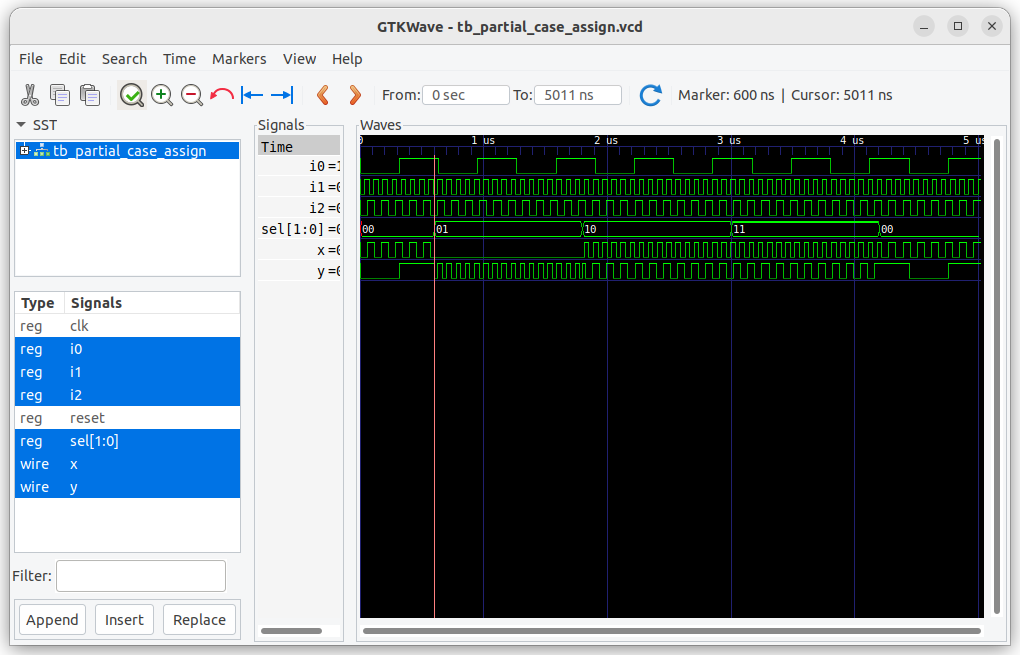 GTKWave - tb_partial_case_assign.vcd
File Edit Search Time Markers View Help
From: 0 sec To: 5011 ns Marker: 600 ns | Cursor: 5011 ns
SST
tb_partial_case_assign
Type Signals
reg clk
reg i0
reg i1
reg i2
reg reset
reg sel[1:0]
wire x
wire y
Filter:
Append Insert Replace
Signals
Time
i0 =1
i1 =0
i2 =0
sel[1:0] =0
x =0
y =0
Waves
0 1 us 2 us 3 us 4 us 5 us
00 01 10 11 00